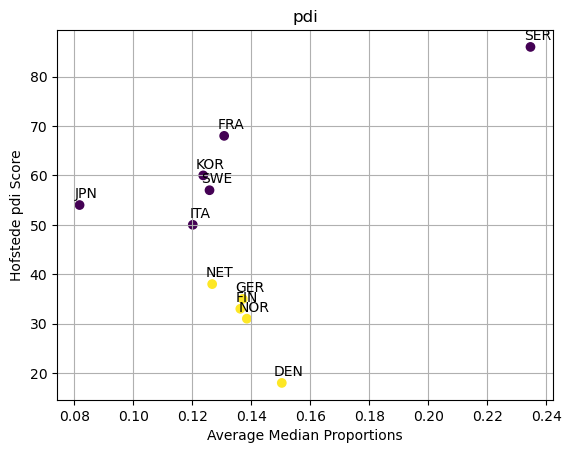 pdi
SER
FRA
KOR
SWE
JPN
ITA
NET
GER
FIN
NOR
DEN
80
70
60
50
40
30
20
Hofstede pdi Score
0.08 0.10 0.12 0.14 0.16 0.18 0.20 0.22 0.24
Average Median Proportions